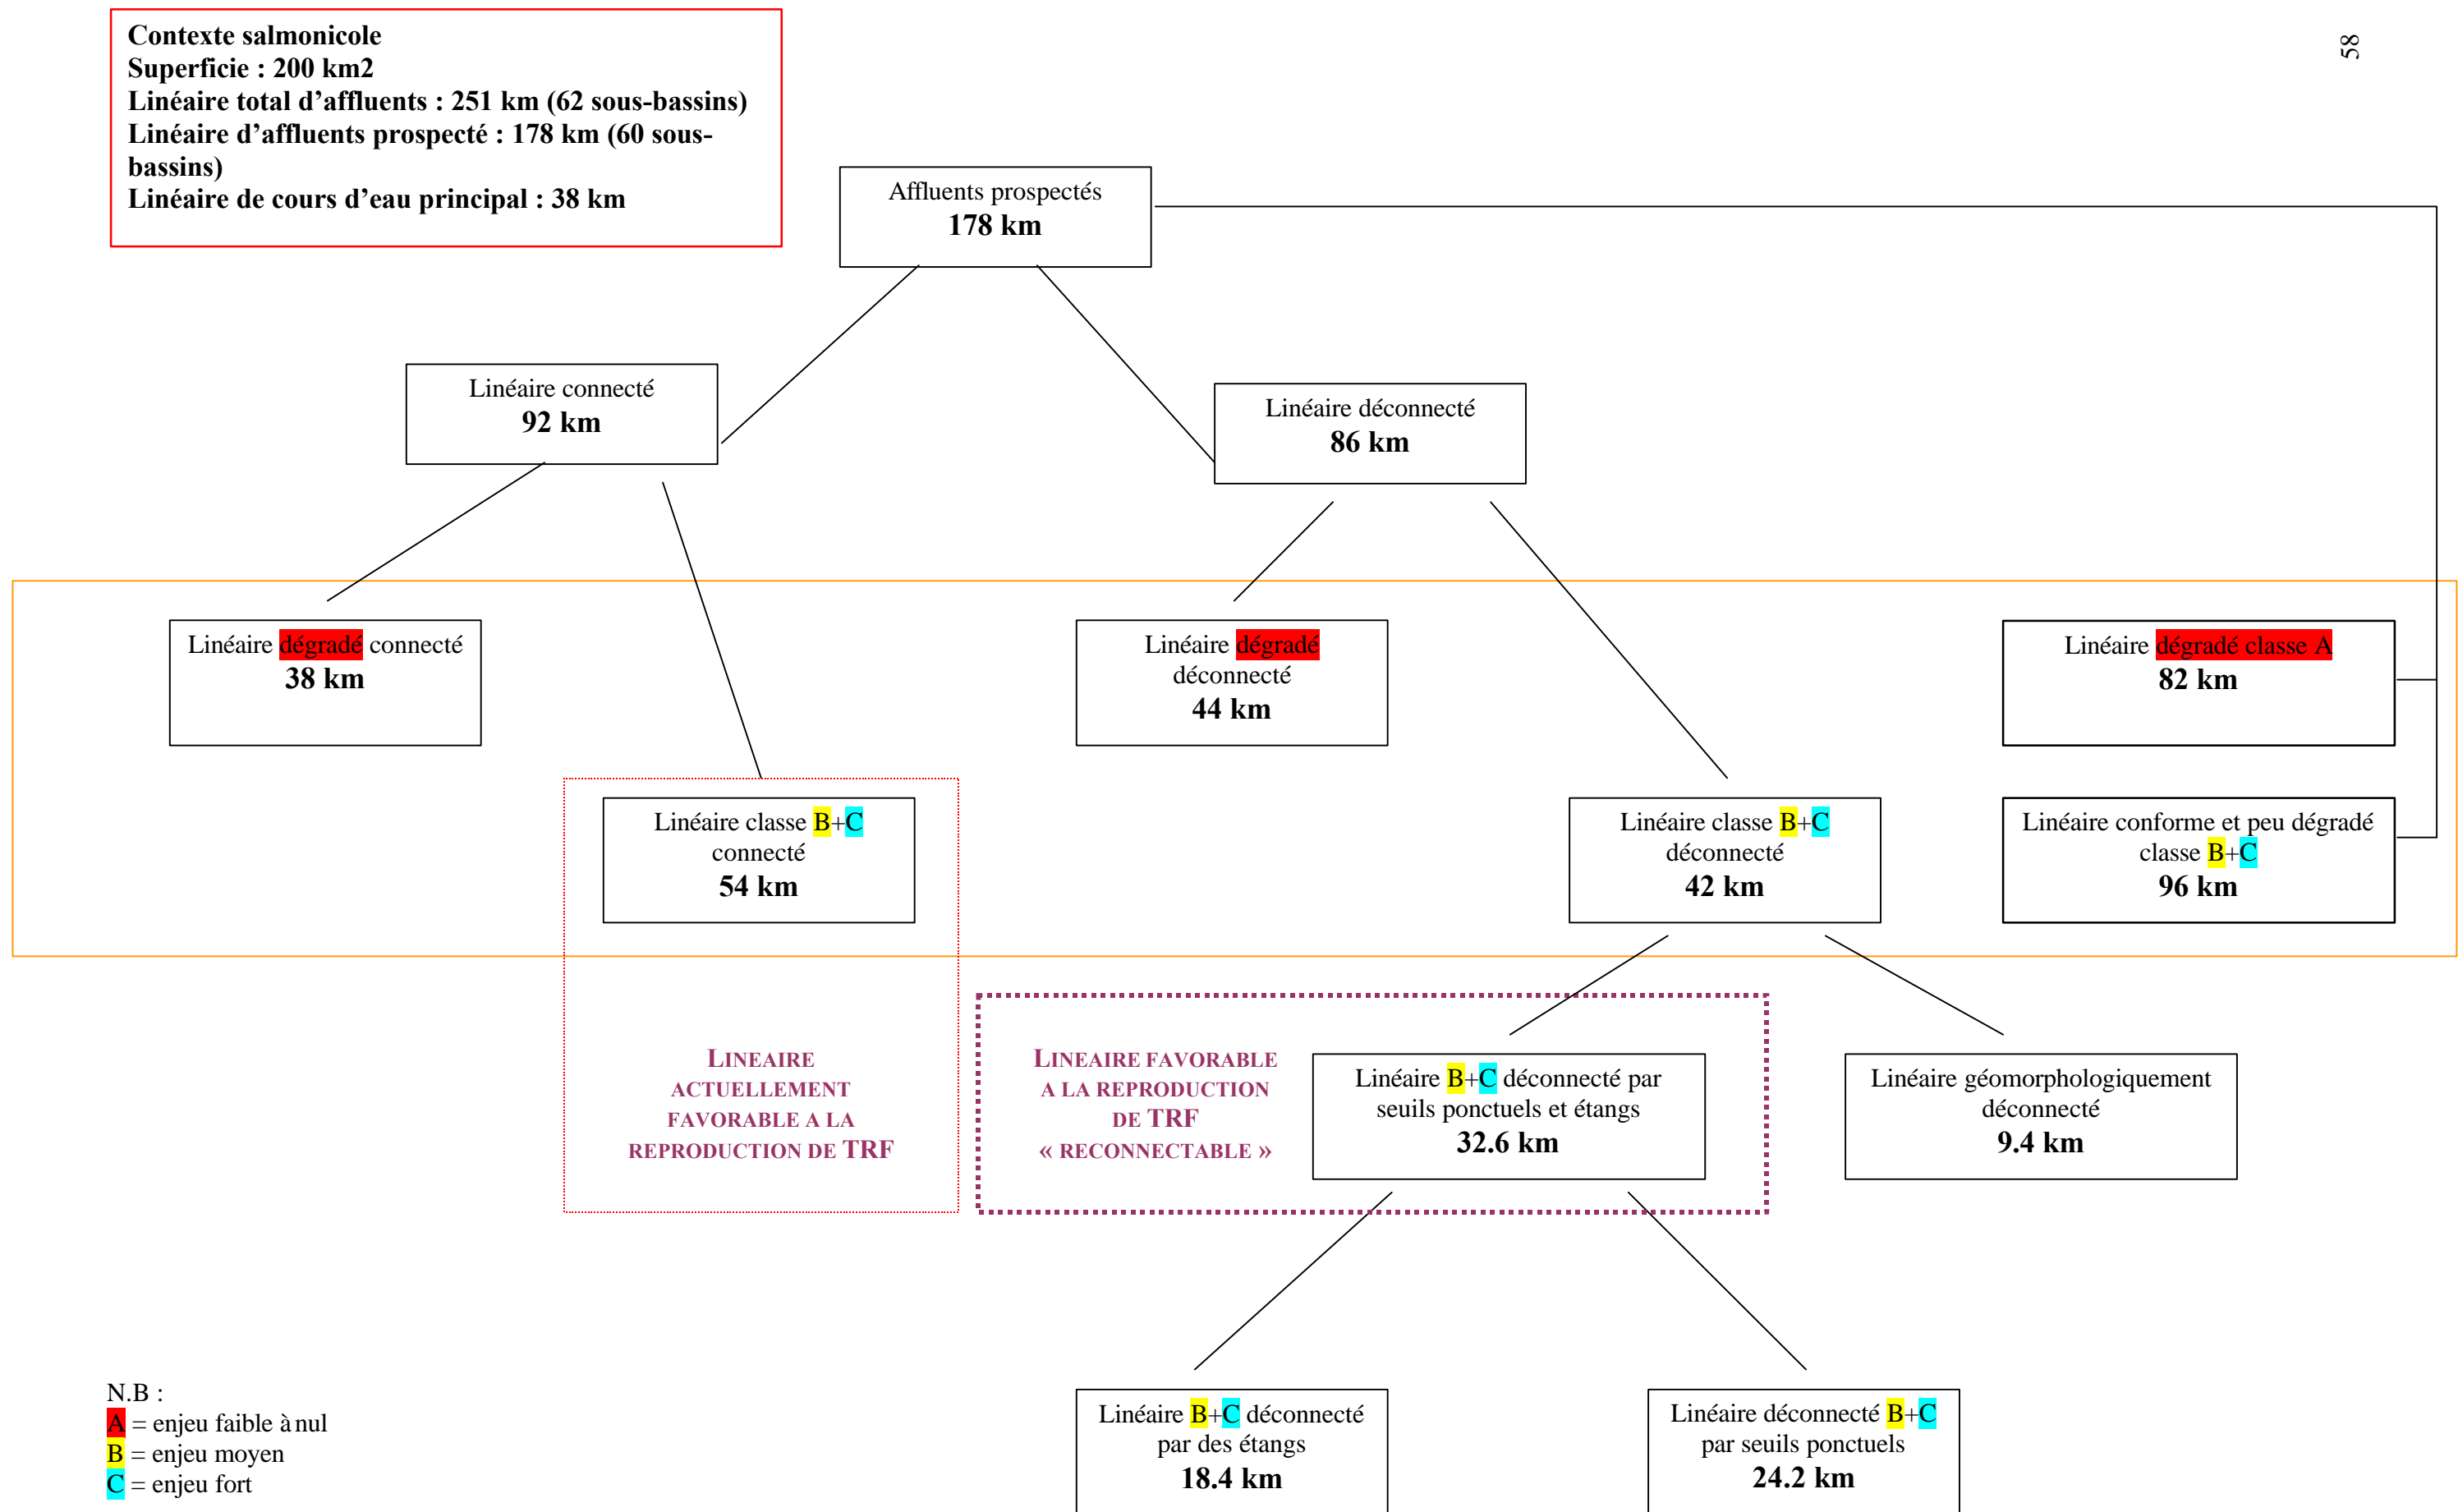 Contexte salmonicole
Superficie : 200 km2
Linéaire total d'affluents : 251 km (62 sous-bassins)
Linéaire d'affluents prospecté : 178 km (60 sous-
bassins)
Linéaire de cours d'eau principal : 38 km
58
Affluents prospectés
178 km
Linéaire connecté
92 km
Linéaire déconnecté
86 km
Linéaire dégradé connecté
38 km
Linéaire dégradé
déconnecté
44 km
Linéaire dégradé classe A
82 km
Linéaire classe B+C
connecté
54 km
Linéaire classe B+C
déconnecté
42 km
Linéaire conforme et peu dégradé
classe B+C
96 km
LINEAIRE
ACTUELLEMENT
FAVORABLE A LA
REPRODUCTION DE TRF
LINEAIRE FAVORABLE
A LA REPRODUCTION
DE TRF
« RECONNECTABLE »
Linéaire B+C déconnecté par
seuils ponctuels et étangs
32.6 km
Linéaire géomorphologiquement
déconnecté
9.4 km
N.B :
A = enjeu faible à nul
B = enjeu moyen
C = enjeu fort
Linéaire B+C déconnecté
par des étangs
18.4 km
Linéaire déconnecté B+C
par seuils ponctuels
24.2 km